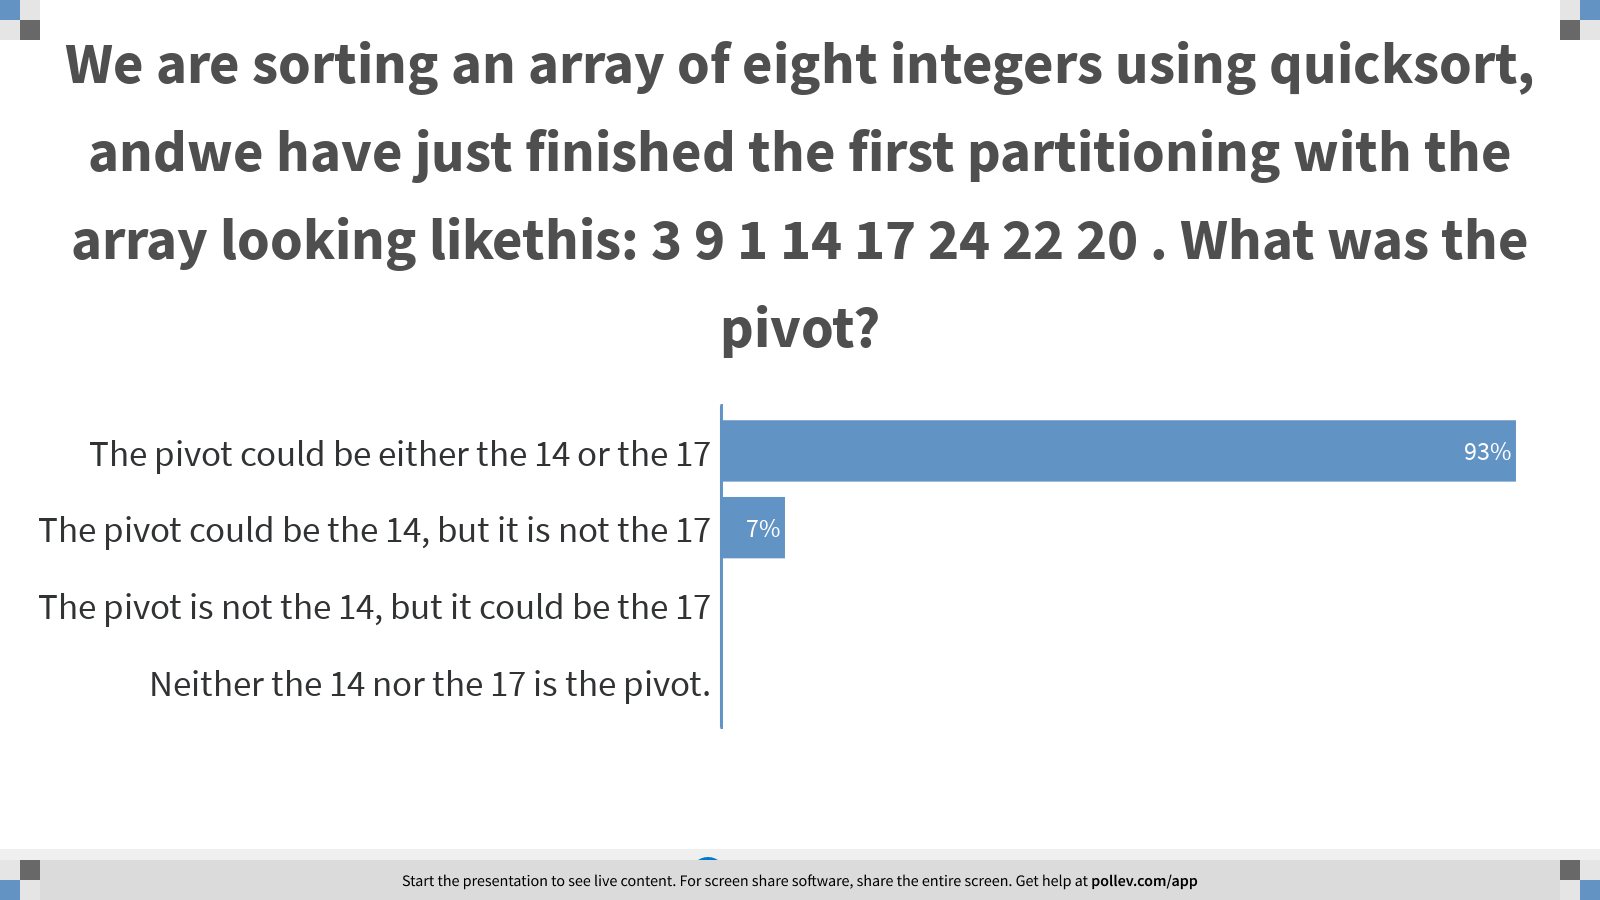 We are sorting an array of eight integers using quicksort,
andwe have just finished the first partitioning with the
array looking likethis: 3 9 1 14 17 24 22 20 . What was the
pivot?
The pivot could be either the 14 or the 17
93%
The pivot could be the 14, but it is not the 17
7%
The pivot is not the 14, but it could be the 17
Neither the 14 nor the 17 is the pivot.
Start the presentation to see live content. For screen share software, share the entire screen. Get help at pollev.com/app